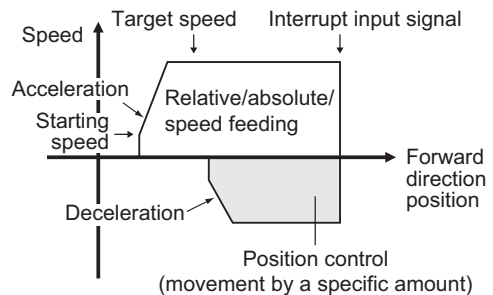 Target speed
Interrupt input signal
Speed
Acceleration
Relative/absolute/
speed feeding
Starting
speed
Forward
direction
position
Deceleration
Position control
(movement by a specific amount)